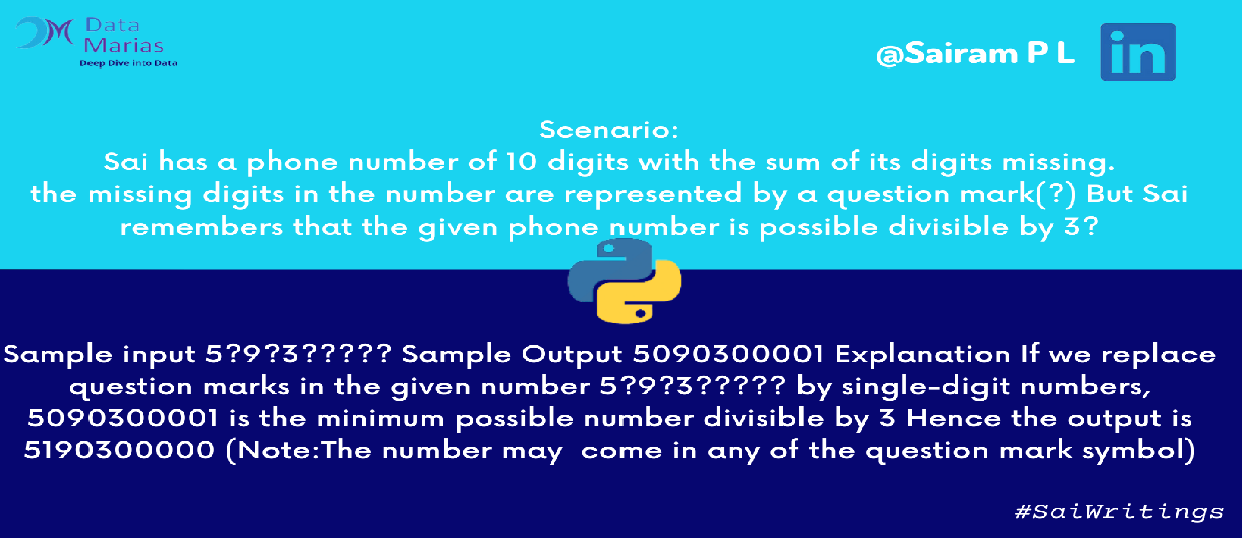 Data
Marias
Deep Dive into Data
@Sairam P L
in
Scenario:
Sai has a phone number of 10 digits with the sum of its digits missing.
the missing digits in the number are represented by a question mark(?) But Sai
remembers that the given phone number is possible divisible by 3?
Sample input 5?9?3????? Sample Output 5090300001 Explanation If we replace
question marks in the given number 5?9?3????? by single-digit numbers,
5090300001 is the minimum possible number divisible by 3 Hence the output is
5190300000 (Note:The number may come in any of the question mark symbol)
#SaiWritings